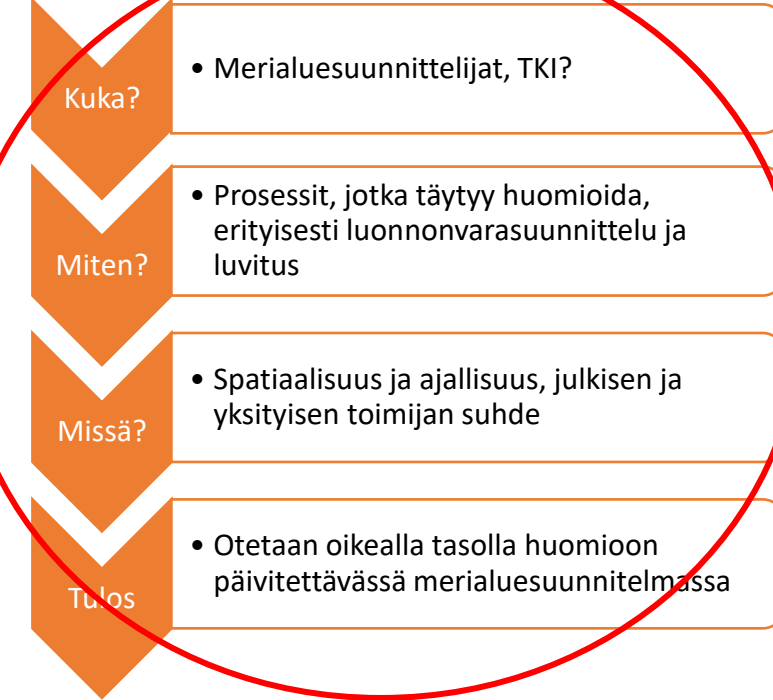 Kuka?
• Merialuesuunnittelijat, TKI?
Miten?
• Prosessit, jotka täytyy huomioida,
erityisesti luonnonvarasuunnittelu ja
luvitus
Missä?
• Spatiaalisuus ja ajallisuus, julkisen ja
yksityisen toimijan suhde
Tulos
• Otetaan oikealla tasolla huomioon
päivitettävässä merialuesuunnitelmassa